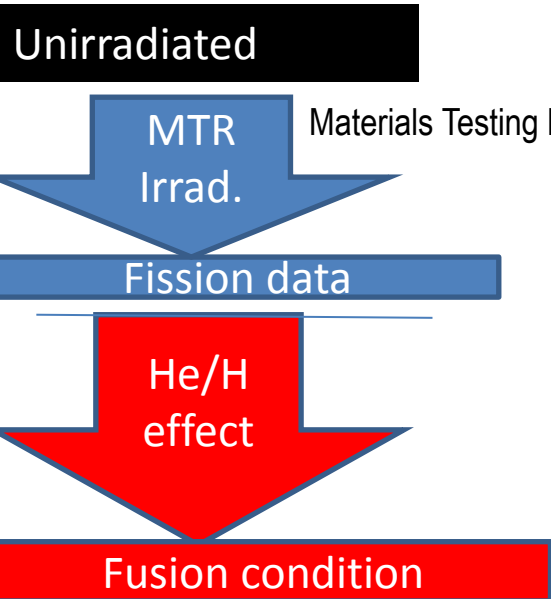 Unirradiated
MTR
Irrad.
Materials Testing
Fission data
He/H
effect
Fusion condition